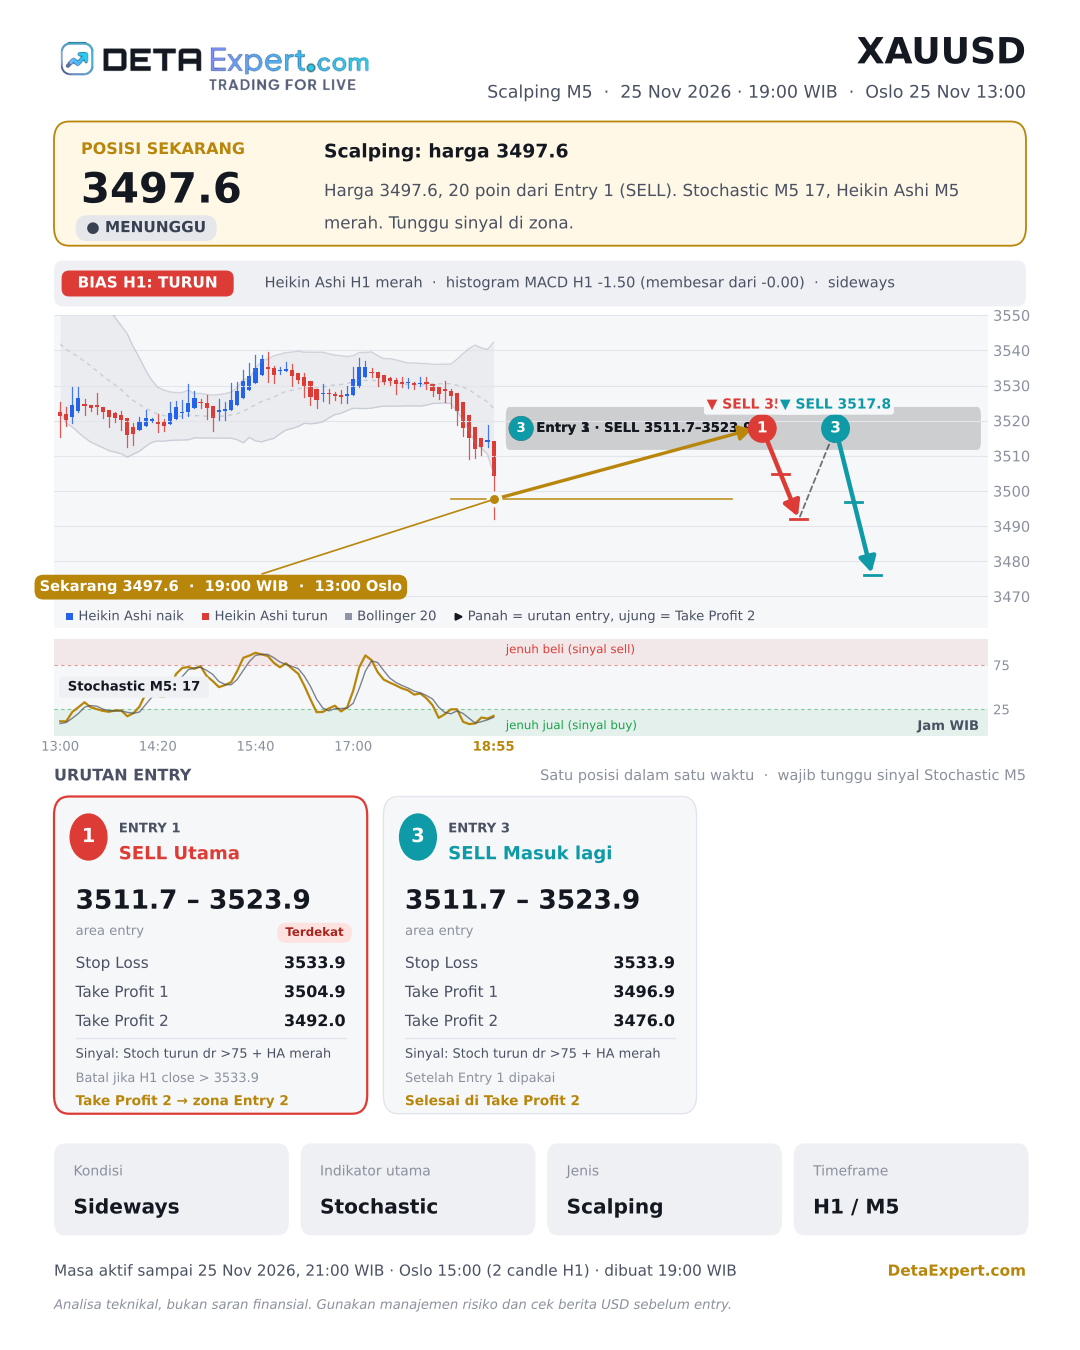 DETA Expert.com
TRADING FOR LIVE
XAUUSD
Scalping M5 · 25 Nov 2026 · 19:00 WIB · Oslo 25 Nov 13:00
POSISI SEKARANG
3497.6
● MENUNGGU
Scalping: harga 3497.6
Harga 3497.6, 20 poin dari Entry 1 (SELL). Stochastic M5 17, Heikin Ashi M5
merah. Tunggu sinyal di zona.
BIAS H1: TURUN
Heikin Ashi H1 merah · histogram MACD H1 -1.50 (membesar dari -0.00) · sideways
3550
3540
3530
3520
3510
3500
3490
3480
3470
▼ SELL 35
▼ SELL 3517.8
3
Entry · SELL 3511.7–3523.9
1
3
Sekarang 3497.6 · 19:00 WIB · 13:00 Oslo
Heikin Ashi naik
Heikin Ashi turun
Bollinger 20
Panah = urutan entry, ujung = Take Profit 2
jenuh beli (sinyal sell)
75
Stochastic M5: 17
25
jenuh jual (sinyal buy)
Jam WIB
13:00
14:20
15:40
17:00
18:55
URUTAN ENTRY
Satu posisi dalam satu waktu · wajib tunggu sinyal Stochastic M5
1
ENTRY 1
SELL Utama
3511.7 – 3523.9
area entry
Terdekat
Stop Loss 3533.9
Take Profit 1 3504.9
Take Profit 2 3492.0
Sinyal: Stoch turun dr >75 + HA merah
Batal jika H1 close > 3533.9
Take Profit 2 → zona Entry 2
3
ENTRY 3
SELL Masuk lagi
3511.7 – 3523.9
area entry
Stop Loss 3533.9
Take Profit 1 3496.9
Take Profit 2 3476.0
Sinyal: Stoch turun dr >75 + HA merah
Setelah Entry 1 dipakai
Selesai di Take Profit 2
Kondisi
Sideways
Indikator utama
Stochastic
Jenis
Scalping
Timeframe
H1 / M5
Masa aktif sampai 25 Nov 2026, 21:00 WIB · Oslo 15:00 (2 candle H1) · dibuat 19:00 WIB
DetaExpert.com
Analisa teknikal, bukan saran finansial. Gunakan manajemen risiko dan cek berita USD sebelum entry.